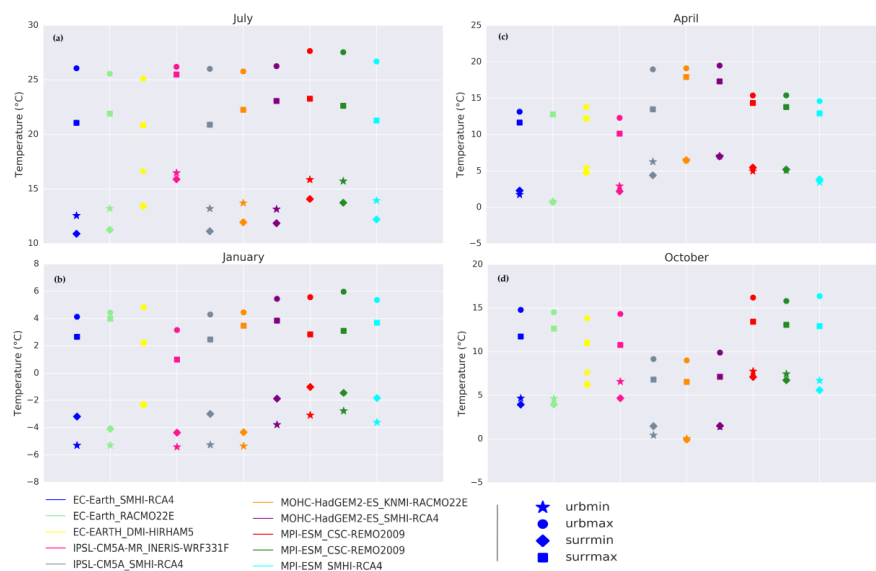 July
(a)
Temperature (°C)
30
25
20
15
10
April
(c)
Temperature (°C)
25
20
15
10
5
0
−5
January
(b)
Temperature (°C)
8
6
4
2
0
−2
−4
−6
−8
October
(d)
Temperature (°C)
20
15
10
5
0
−5
EC-Earth_SMHI-RCA4
EC-Earth_RACMO22E
EC-EARTH_DMI-HIRHAM5
IPSL-CM5A-MR_INERIS-WRF331F
IPSL-CM5A_SMHI-RCA4
MOHC-HadGEM2-ES_KNMI-RACMO22E
MOHC-HadGEM2-ES_SMHI-RCA4
MPI-ESM_CSC-REMO2009
MPI-ESM_CSC-REMO2009
MPI-ESM_SMHI-RCA4
urbmin
urbmax
surrmin
surrmax